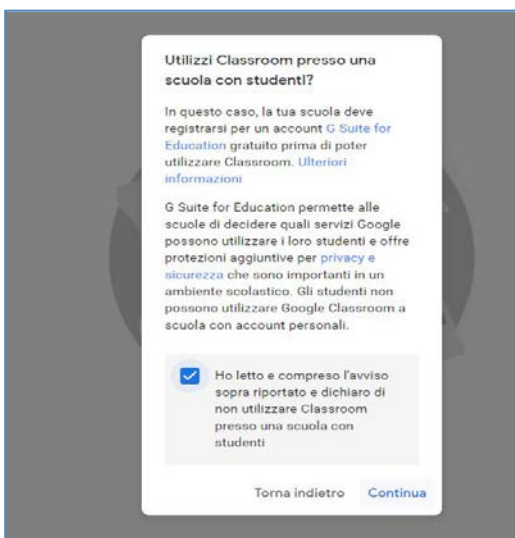 Utilizzi Classroom presso una
scuola con studenti?
In questo caso, la tua scuola deve
registrarsi per un account G Suite for
Education gratuito prima di poter
utilizzare Classroom. Ulteriori
informazioni
G Suite for Education permette alle
scuole di decidere quali servizi Google
possono utilizzare i loro studenti e offre
protezioni aggiuntive per privacy e
sicurezza che sono importanti in un
ambiente scolastico. Gli studenti non
possono utilizzare Google Classroom a
scuola con account personali.
Ho letto e compreso l'avviso
sopra riportato e dichiaro di
non utilizzare Classroom
presso una scuola con
studenti
Torna indietro Continua